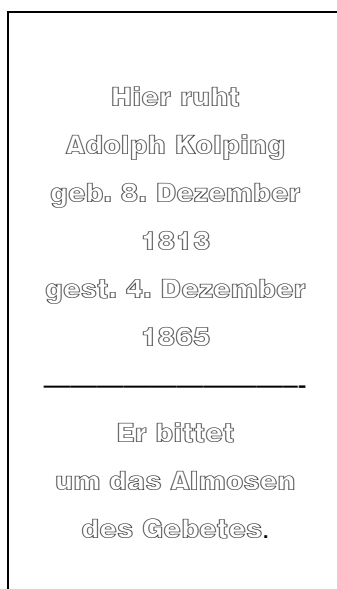 Hier ruht
Adolph Kolping
geb. 8. Dezember
1813
gest. 4. Dezember
1865
Er bittet
um das Almosen
des Gebetes.